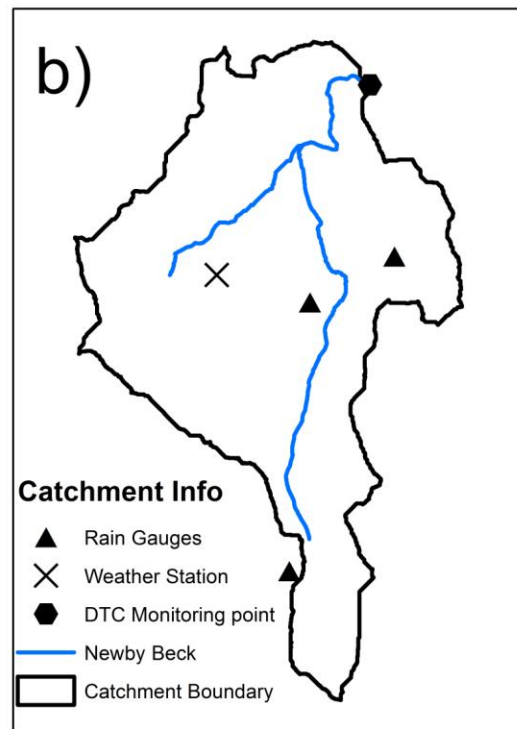 b)
Catchment Info
Rain Gauges
Weather Station
DTC Monitoring point
Newby Beck
Catchment Boundary